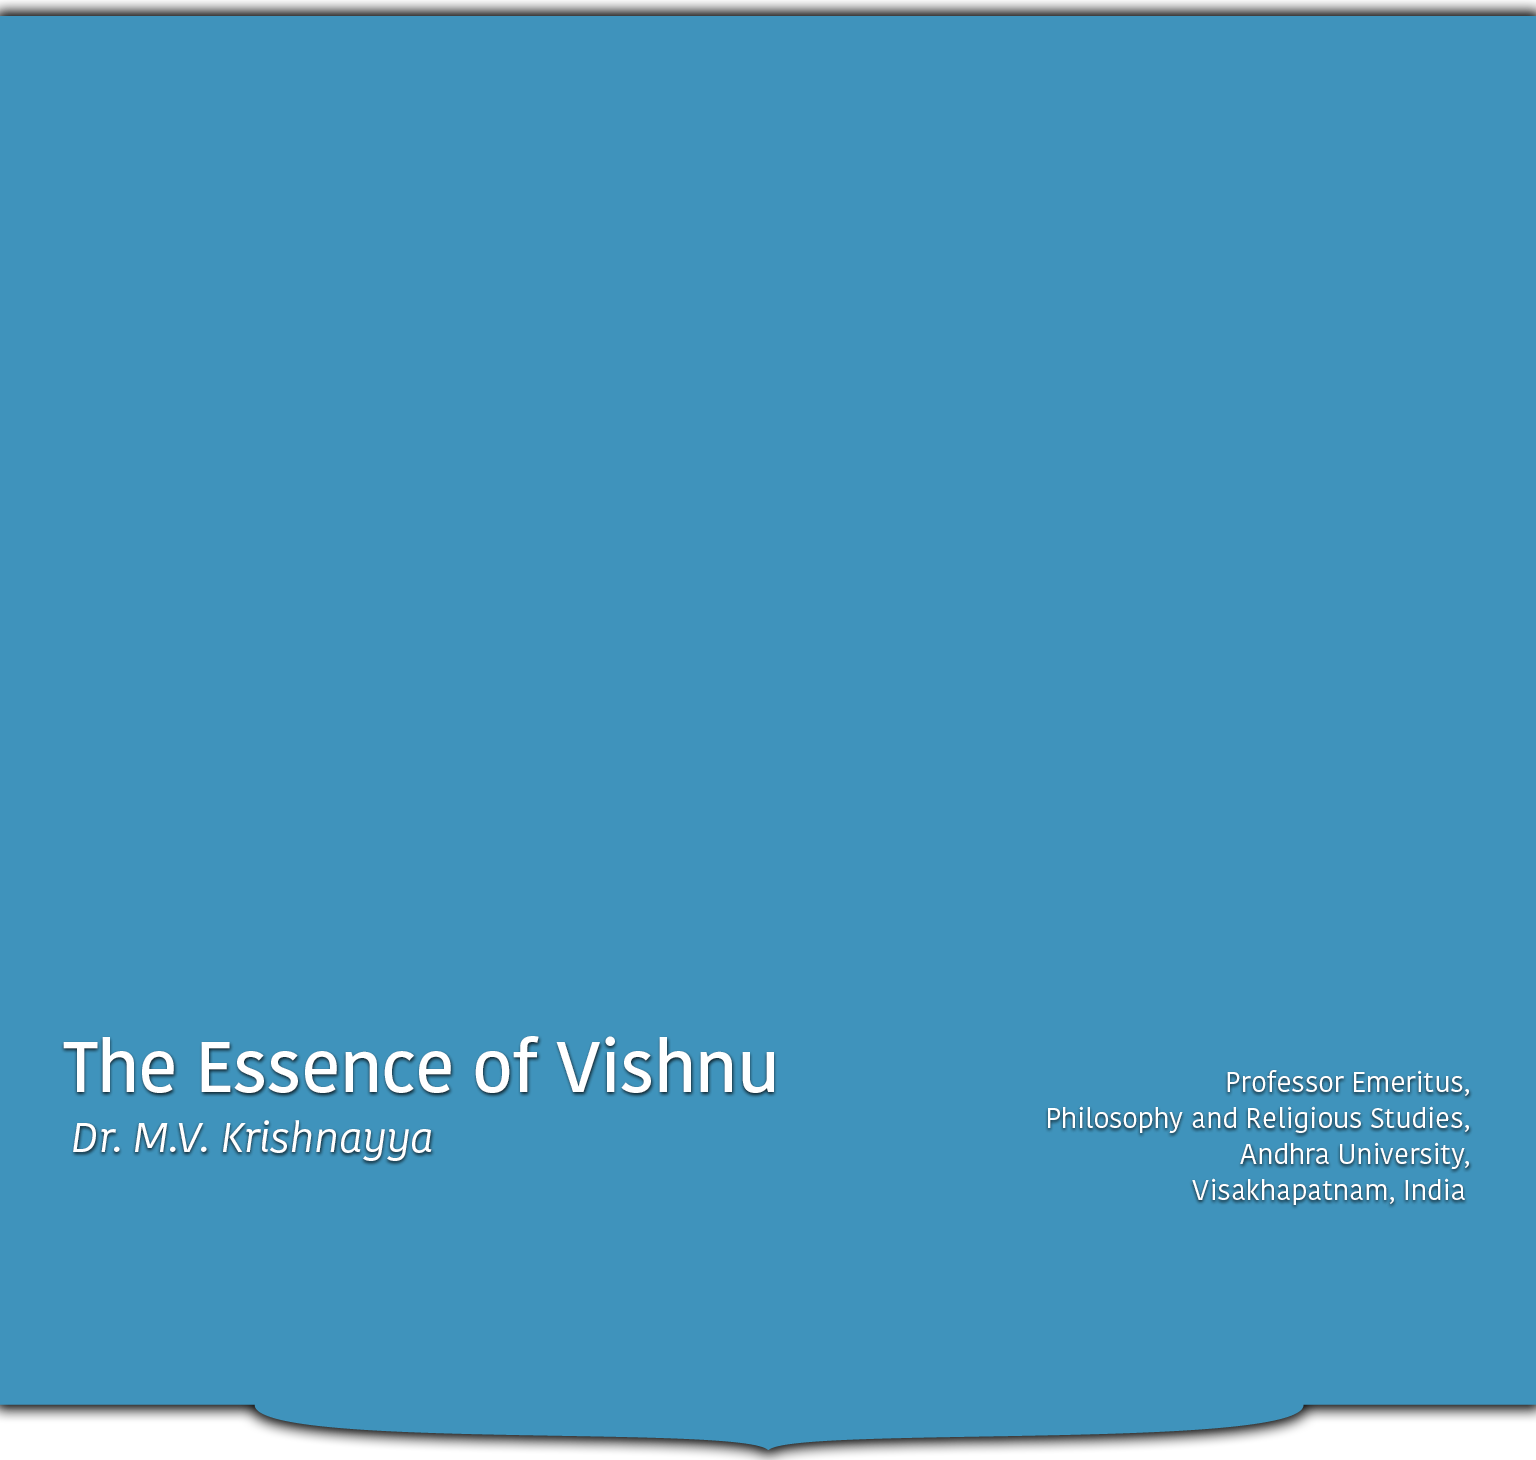 The Essence of Vishnu
Dr. M.V. Krishnayya
Professor Emeritus,
Philosophy and Religious Studies,
Andhra University,
Visakhapatnam, India